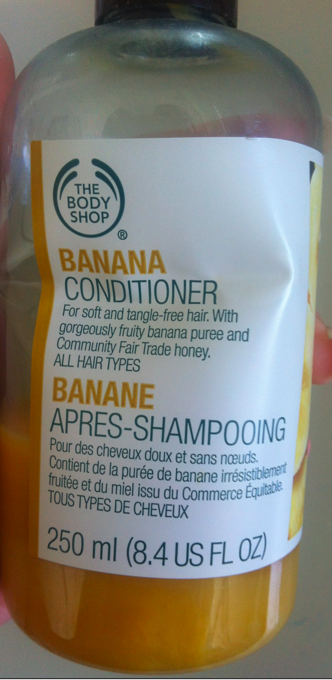 THE
BODY
SHOP
®
BANANA
CONDITIONER
For soft and tangle-free hair. With
gorgeously fruity banana puree and
Community Fair Trade honey.
ALL HAIR TYPES
BANANE
APRES-SHAMPOOING
Pour des cheveux doux et sans nœuds.
Contient de la purée de banane irrésistiblement
fruitée et du miel issu du Commerce Équitable.
TOUS TYPES DE CHEVEUX
250 ml (8.4 US FL OZ)